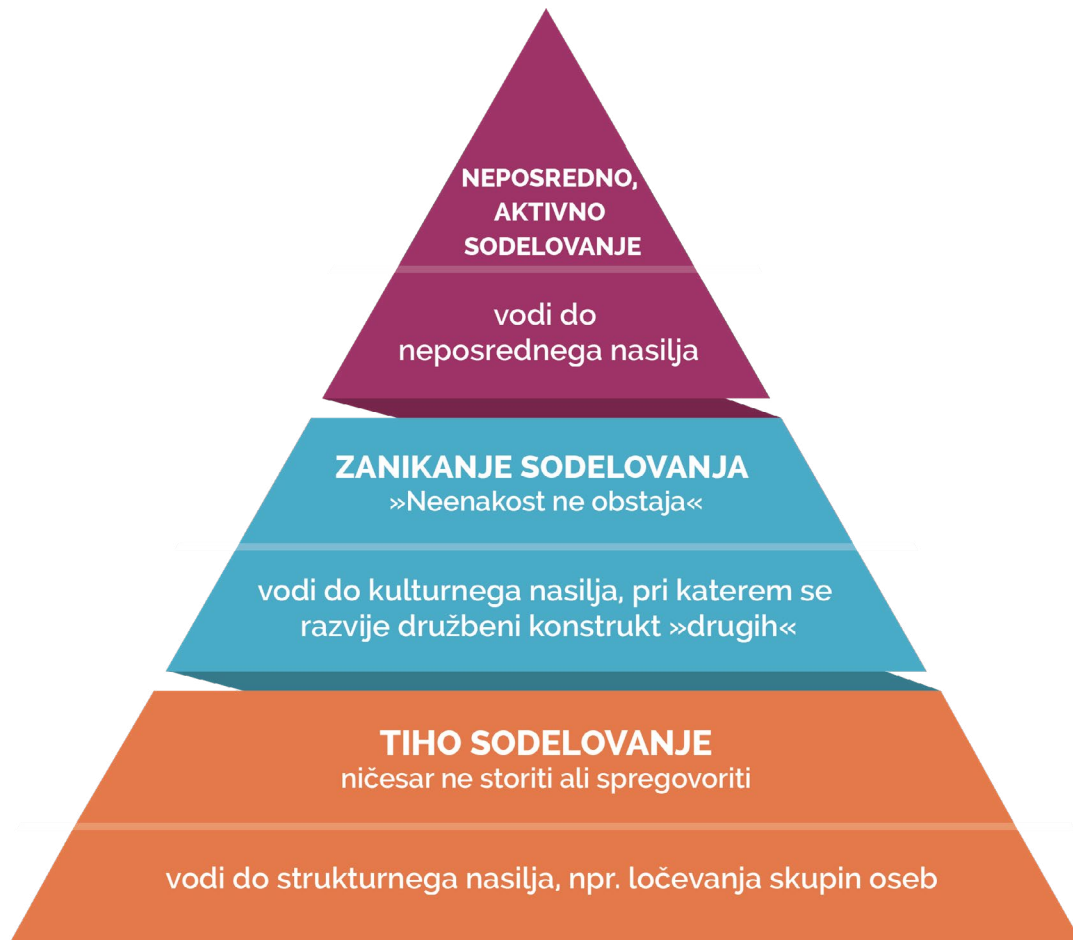 NEPOSREDNO,
AKTIVNO
SODELOVANJE
vodi do
neposrednega nasilja
ZANIKANJE SODELOVANJA
»Neenakost ne obstaja«
vodi do kulturnega nasilja, pri katerem se
razvije družbeni konstrukt »drugih«
TIHO SODELOVANJE
ničesar ne storiti ali spregovoriti
vodi do strukturnega nasilja, npr. ločevanja skupin oseb